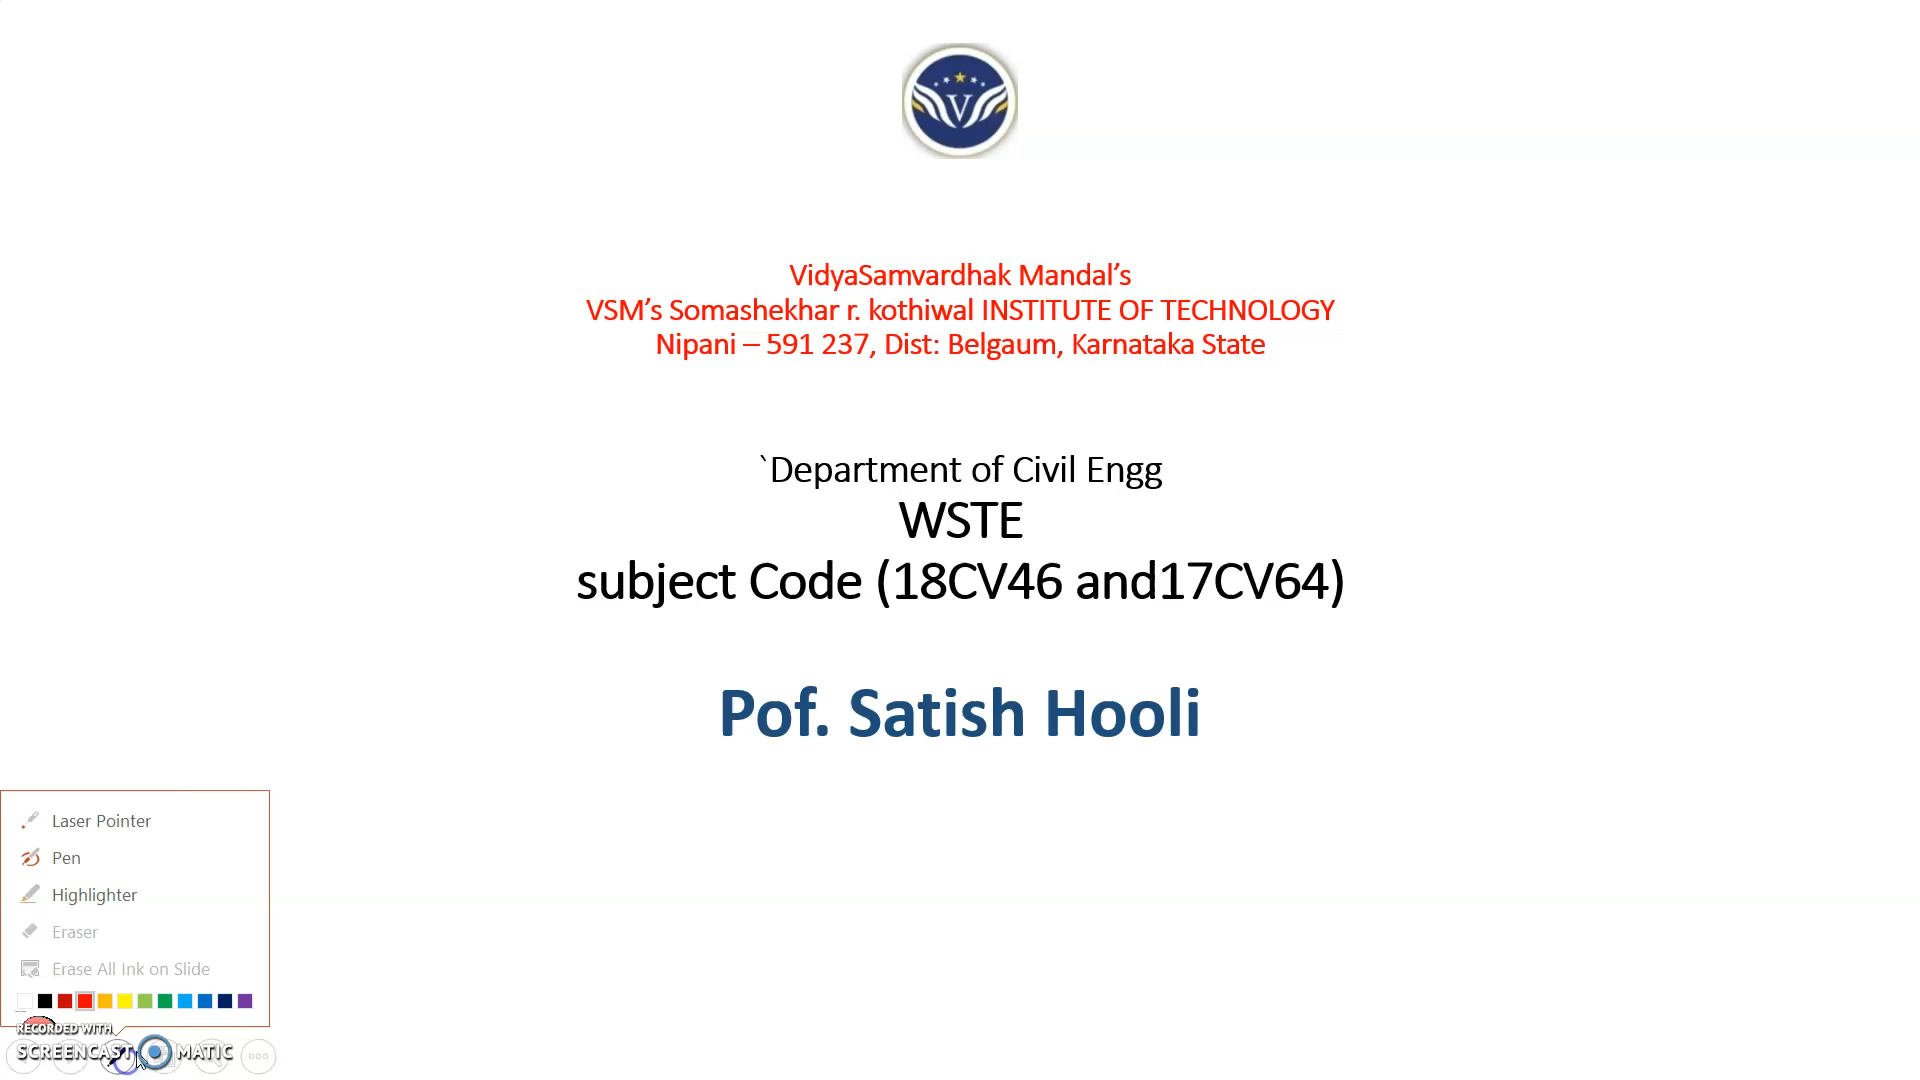 V
VidyaSamvardhak Mandal’s
VSM’s Somashekhar r. kothiwal INSTITUTE OF TECHNOLOGY
Nipani – 591 237, Dist: Belgaum, Karnataka State
`Department of Civil Engg
WSTE
subject Code (18CV46 and17CV64)
Pof. Satish Hooli
Laser Pointer
Pen
Highlighter
Eraser
Erase All Ink on Slide
RECORDED WITH
SCREENCAST MATIC